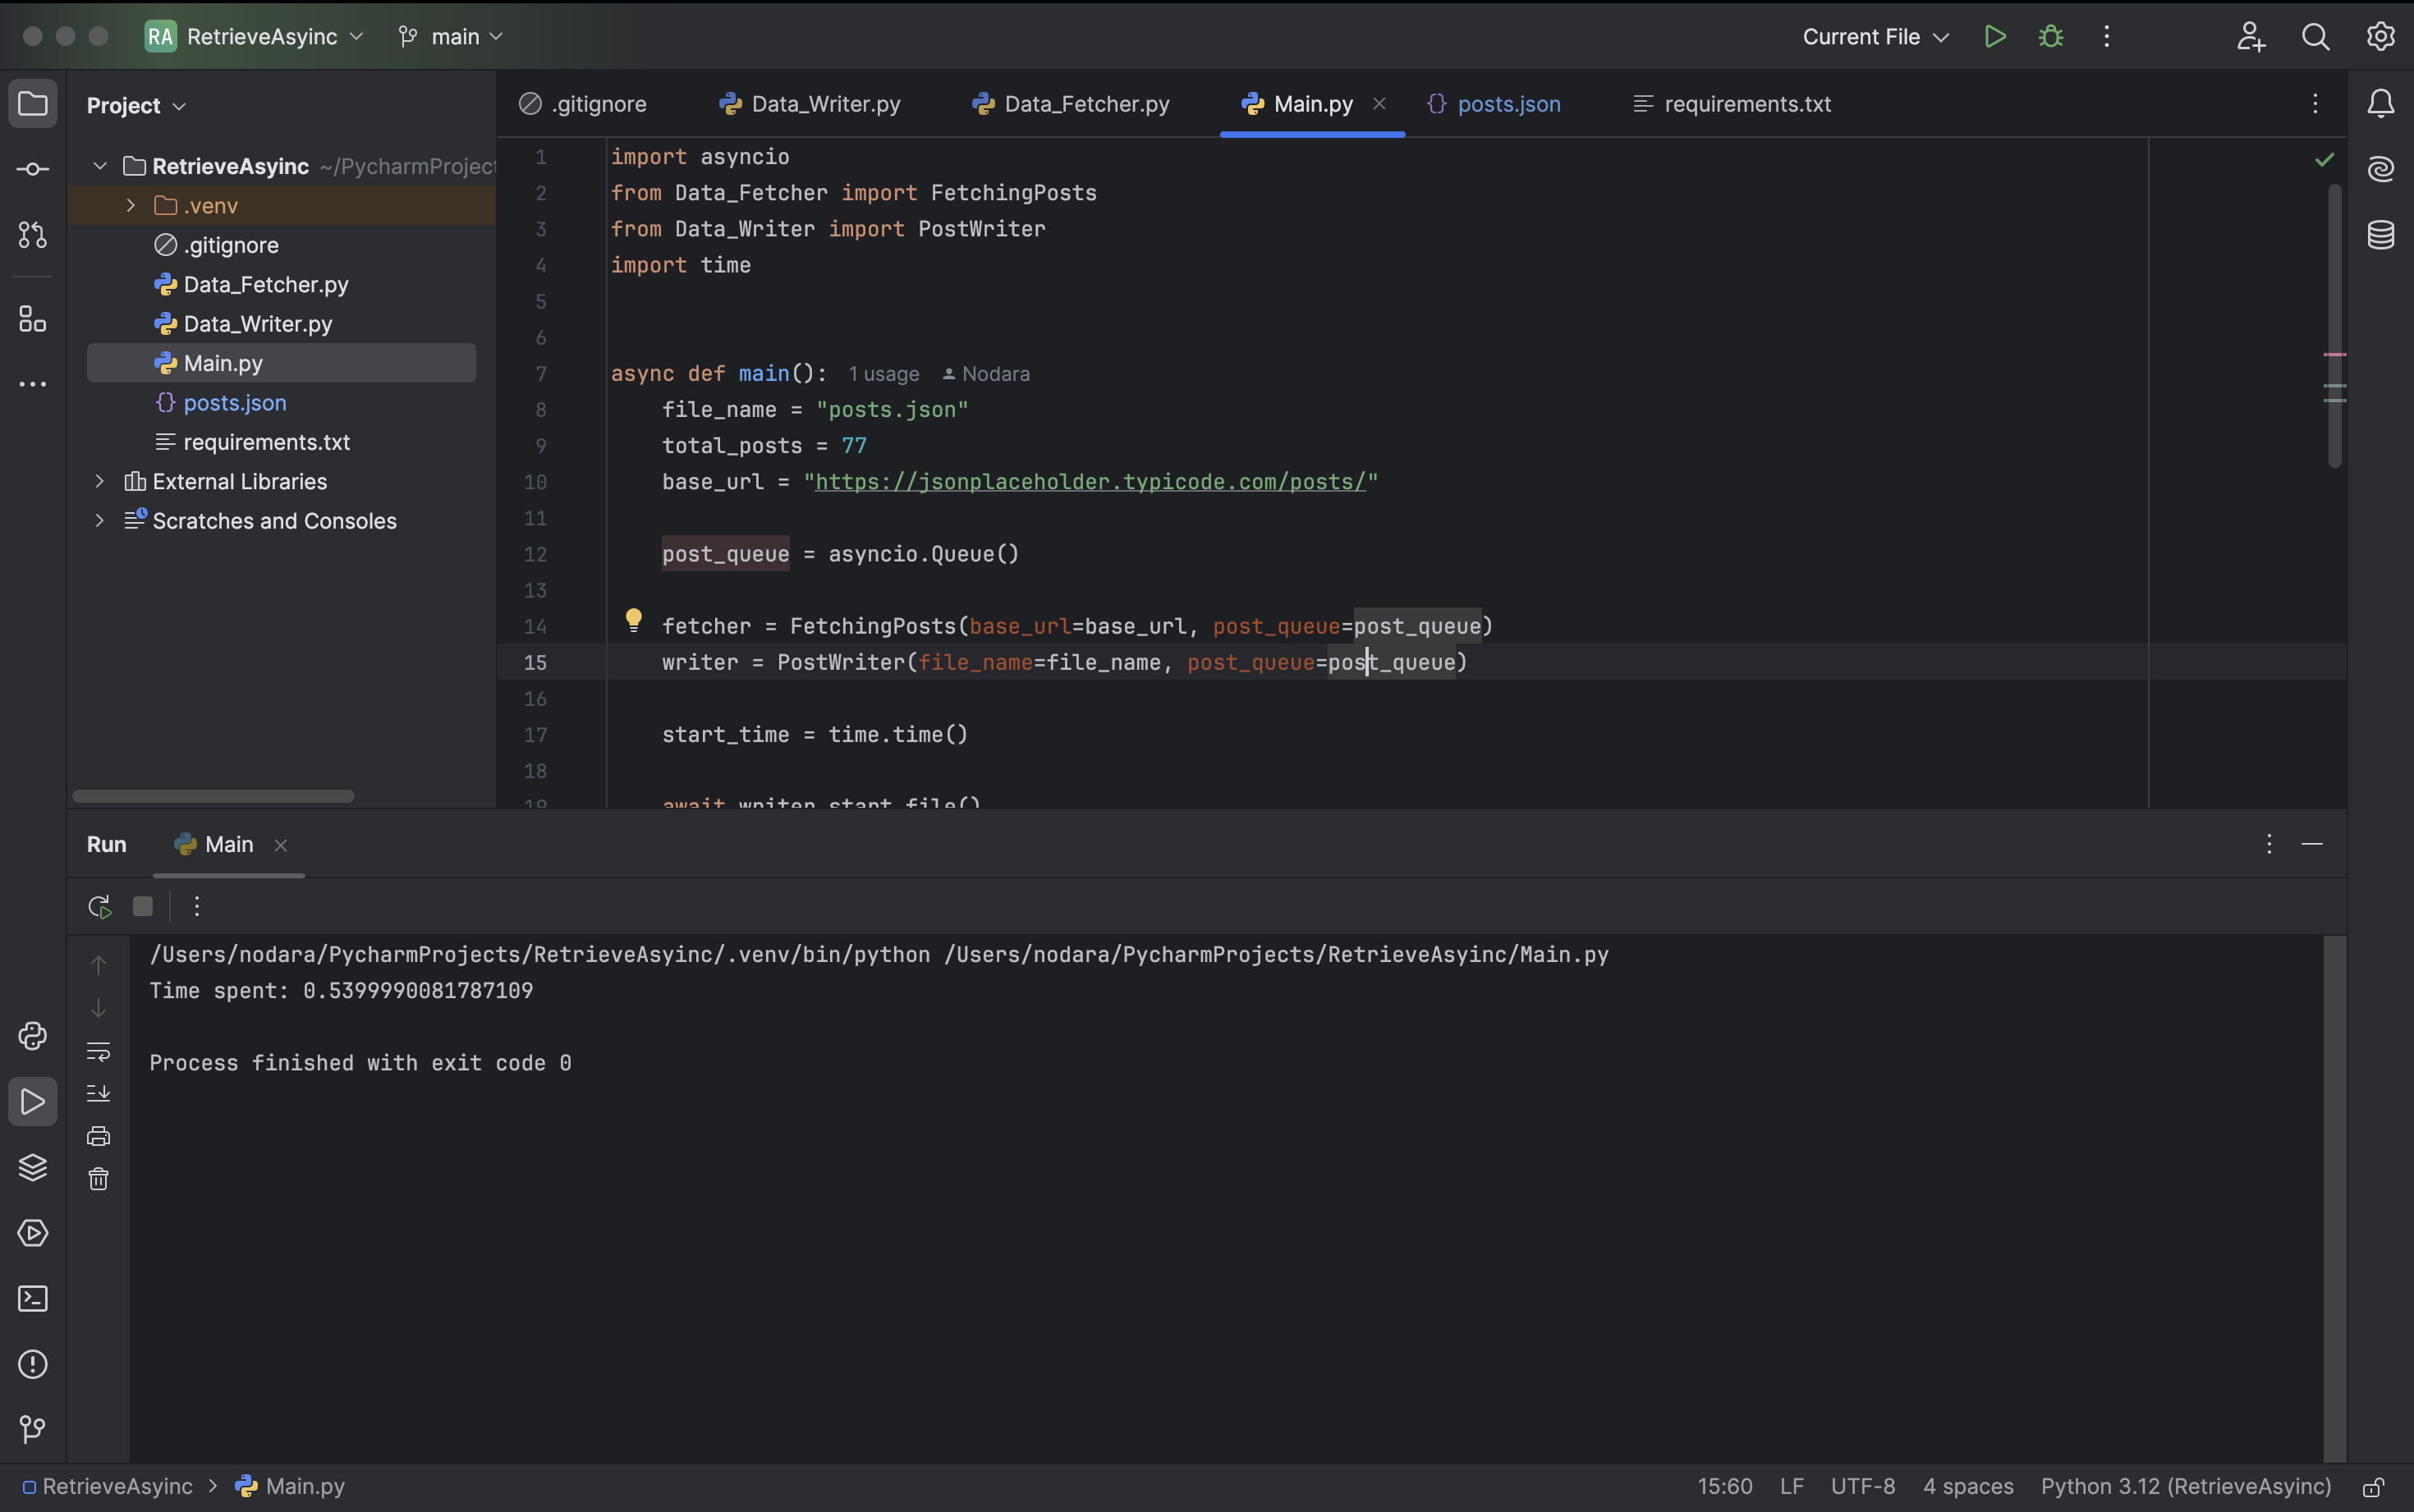 RA RetrieveAsyinc main Current File
Project
.gitignore Data_Writer.py Data_Fetcher.py Main.py posts.json requirements.txt
RetrieveAsyinc ~/PycharmProject
.venv
.gitignore
Data_Fetcher.py
Data_Writer.py
Main.py
{} posts.json
requirements.txt
External Libraries
Scratches and Consoles
1 import asyncio
2 from Data_Fetcher import FetchingPosts
3 from Data_Writer import PostWriter
4 import time
5
6
7 async def main(): 1 usage Nodara
8 file_name = "posts.json"
9 total_posts = 77
10 base_url = "https://jsonplaceholder.typicode.com/posts/"
11
12 post_queue = asyncio.Queue()
13
14 fetcher = FetchingPosts(base_url=base_url, post_queue=post_queue)
15 writer = PostWriter(file_name=file_name, post_queue=post_queue)
16
17 start_time = time.time()
18
19 await writer.start_file()
Run Main
/Users/nodara/PycharmProjects/RetrieveAsyinc/.venv/bin/python /Users/nodara/PycharmProjects/RetrieveAsyinc/Main.py
Time spent: 0.5399990081787109
Process finished with exit code 0
RetrieveAsyinc > Main.py 15:60 LF UTF-8 4 spaces Python 3.12 (RetrieveAsyinc)